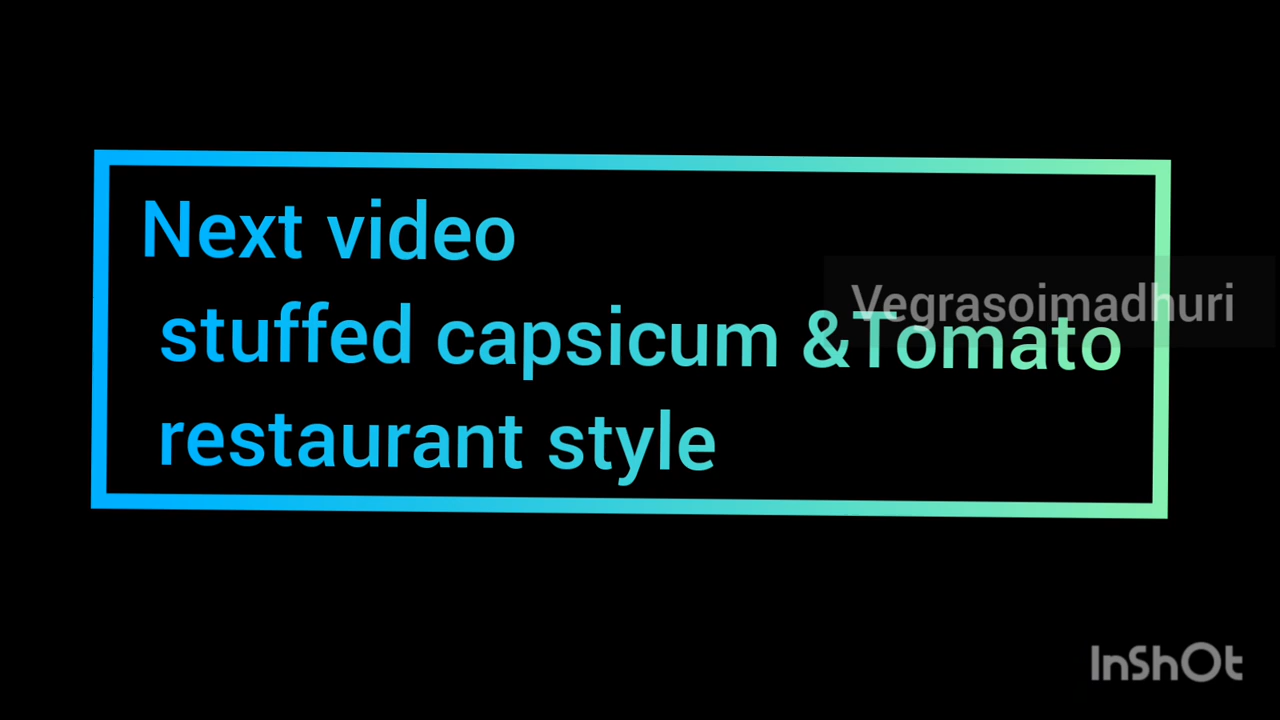 Next video
Vegrasoimadhuri
stuffed capsicum &Tomato
restaurant style
InShOt